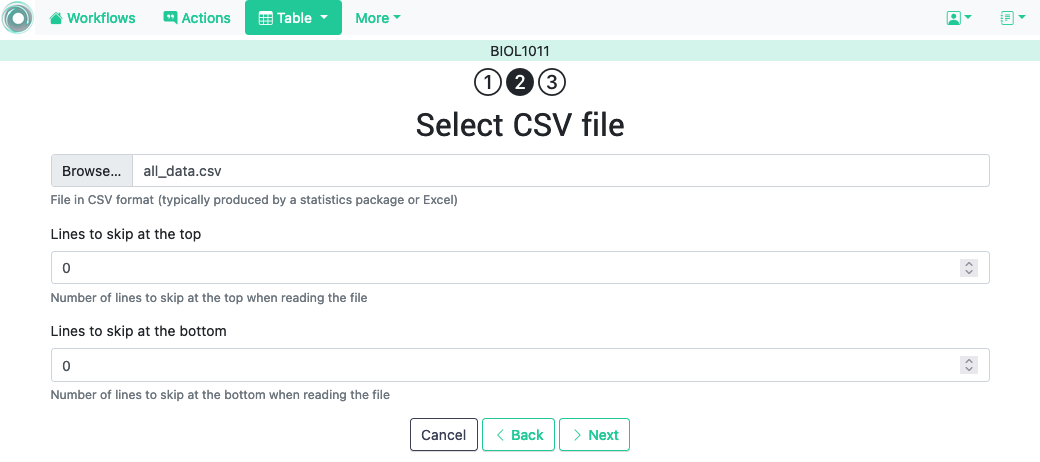 Workflows Actions Table More
BIOL1011
1 2 3
Select CSV file
Browse... all_data.csv
File in CSV format (typically produced by a statistics package or Excel)
Lines to skip at the top
0
Number of lines to skip at the top when reading the file
Lines to skip at the bottom
0
Number of lines to skip at the bottom when reading the file
Cancel Back Next